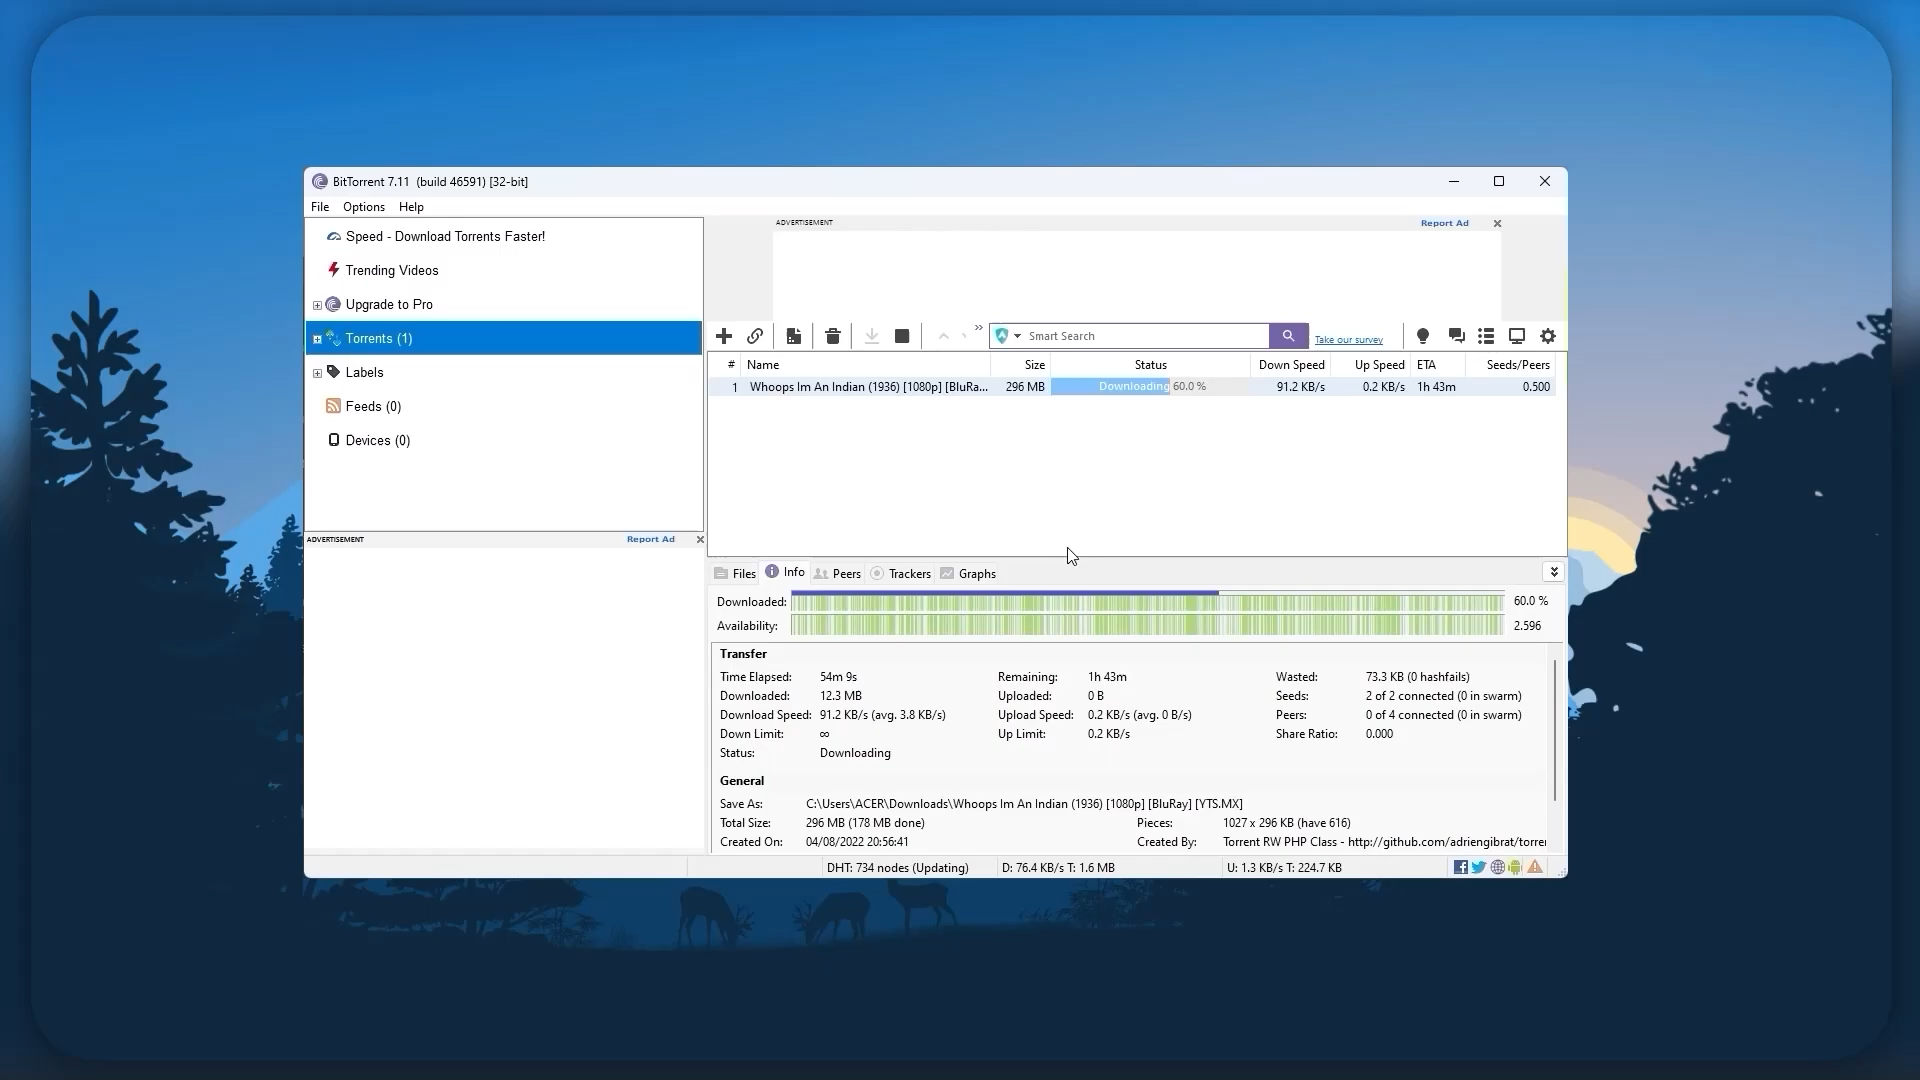 BitTorrent 7.11 (build 46591) [32-bit]
File Options Help
Speed - Download Torrents Faster!
Trending Videos
Upgrade to Pro
Torrents (1)
Labels
Feeds (0)
Devices (0)
ADVERTISEMENT Report Ad
ADVERTISEMENT Report Ad
Smart Search Take our survey
# Name Size Status Down Speed Up Speed ETA Seeds/Peers
1 Whoops Im An Indian (1936) [1080p] [BluRa... 296 MB Downloading 60.0 % 91.2 KB/s 0.2 KB/s 1h 43m 0.500
Files Info Peers Trackers Graphs
Downloaded: 60.0 %
Availability: 2.596
Transfer
Time Elapsed: 54m 9s Remaining: 1h 43m Wasted: 73.3 KB (0 hashfails)
Downloaded: 12.3 MB Uploaded: 0 B Seeds: 2 of 2 connected (0 in swarm)
Download Speed: 91.2 KB/s (avg. 3.8 KB/s) Upload Speed: 0.2 KB/s (avg. 0 B/s) Peers: 0 of 4 connected (0 in swarm)
Down Limit: ∞ Up Limit: 0.2 KB/s Share Ratio: 0.000
Status: Downloading
General
Save As: C:\Users\ACER\Downloads\Whoops Im An Indian (1936) [1080p] [BluRay] [YTS.MX]
Total Size: 296 MB (178 MB done) Pieces: 1027 x 296 KB (have 616)
Created On: 04/08/2022 20:56:41 Created By: Torrent RW PHP Class - http://github.com/adriengibrat/torrer
DHT: 734 nodes (Updating) D: 76.4 KB/s T: 1.6 MB U: 1.3 KB/s T: 224.7 KB